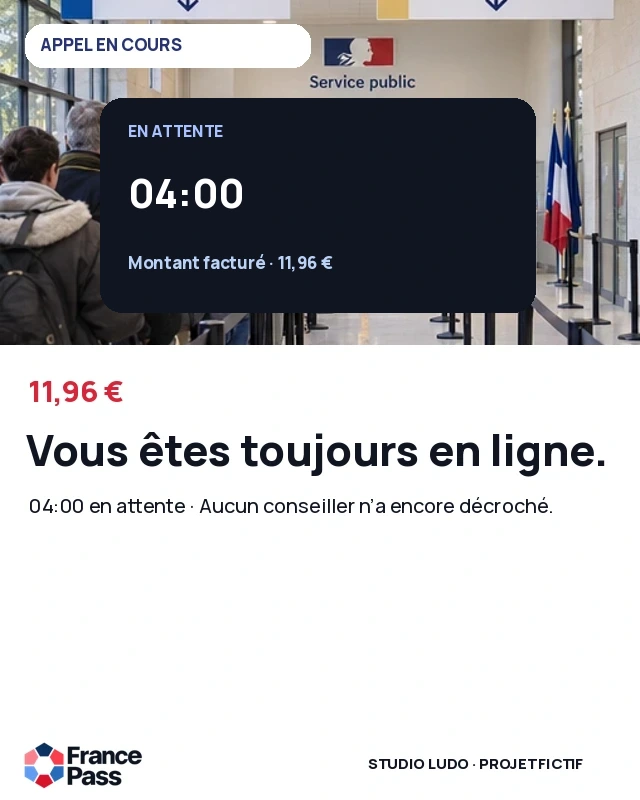 APPEL EN COURS
Service public
EN ATTENTE
04:00
Montant facturé · 11,96 €
11,96 €
Vous êtes toujours en ligne.
04:00 en attente · Aucun conseiller n’a encore décroché.
France
Pass
STUDIO LUDO · PROJET FICTIF